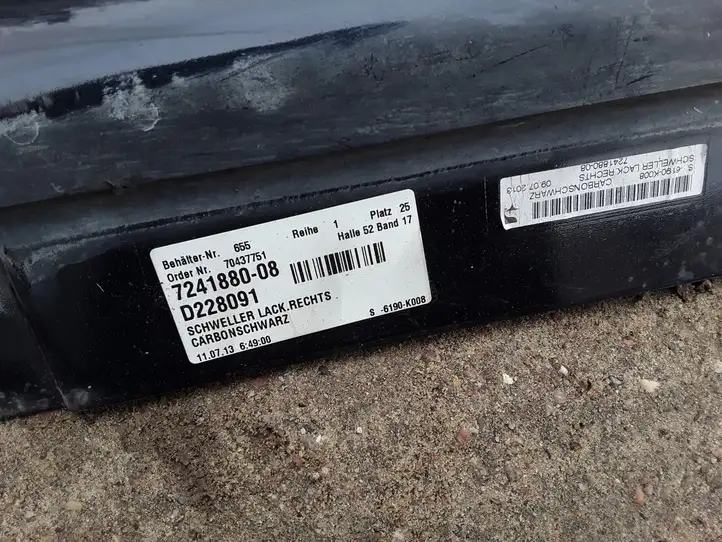 Behälter-Nr. 655 Reihe 1 Platz 25
Order Nr. 70437751 Halle 52 Band 17
7241880-08
D228091
SCHWELLER LACK.RECHTS
CARBONSCHWARZ
11.07.13 6:49:00 S -6190-K008
S. -6190-K008
7241880-08
SCHWELLER LACK.RECHTS
CARBONSCHWARZ
09.07.2013